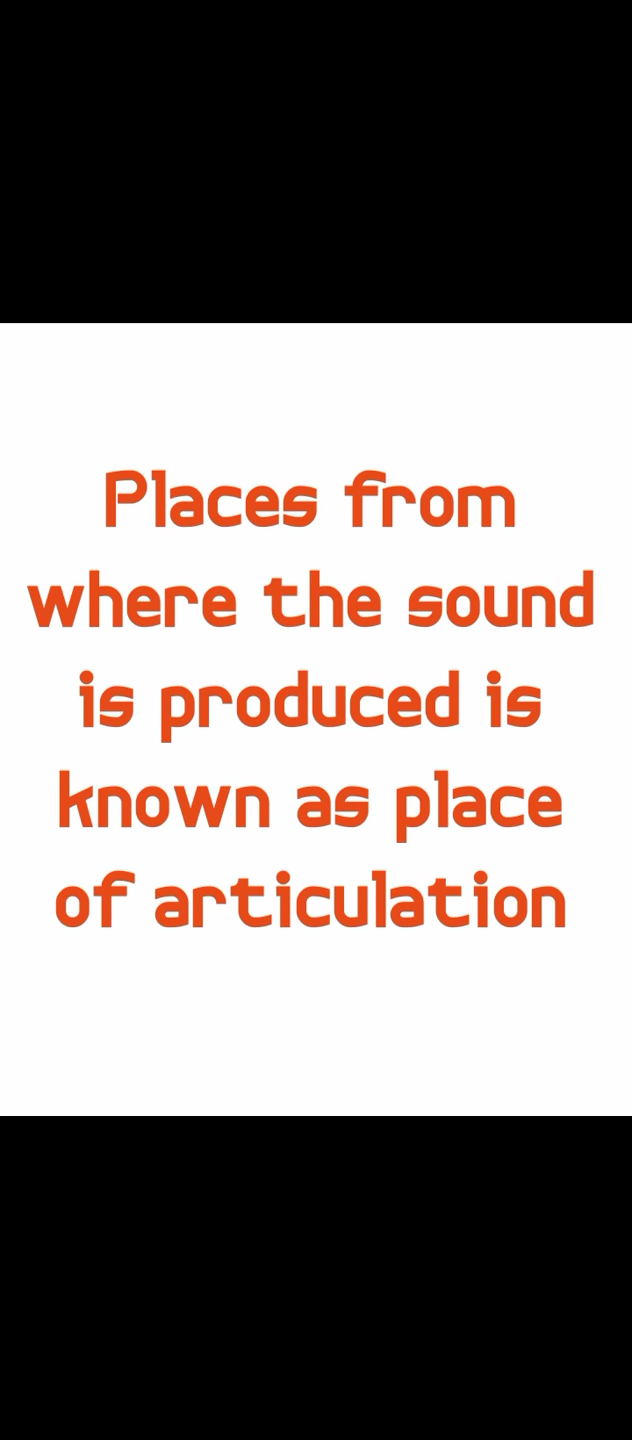 Places from
where the sound
is produced is
known as place
of articulation